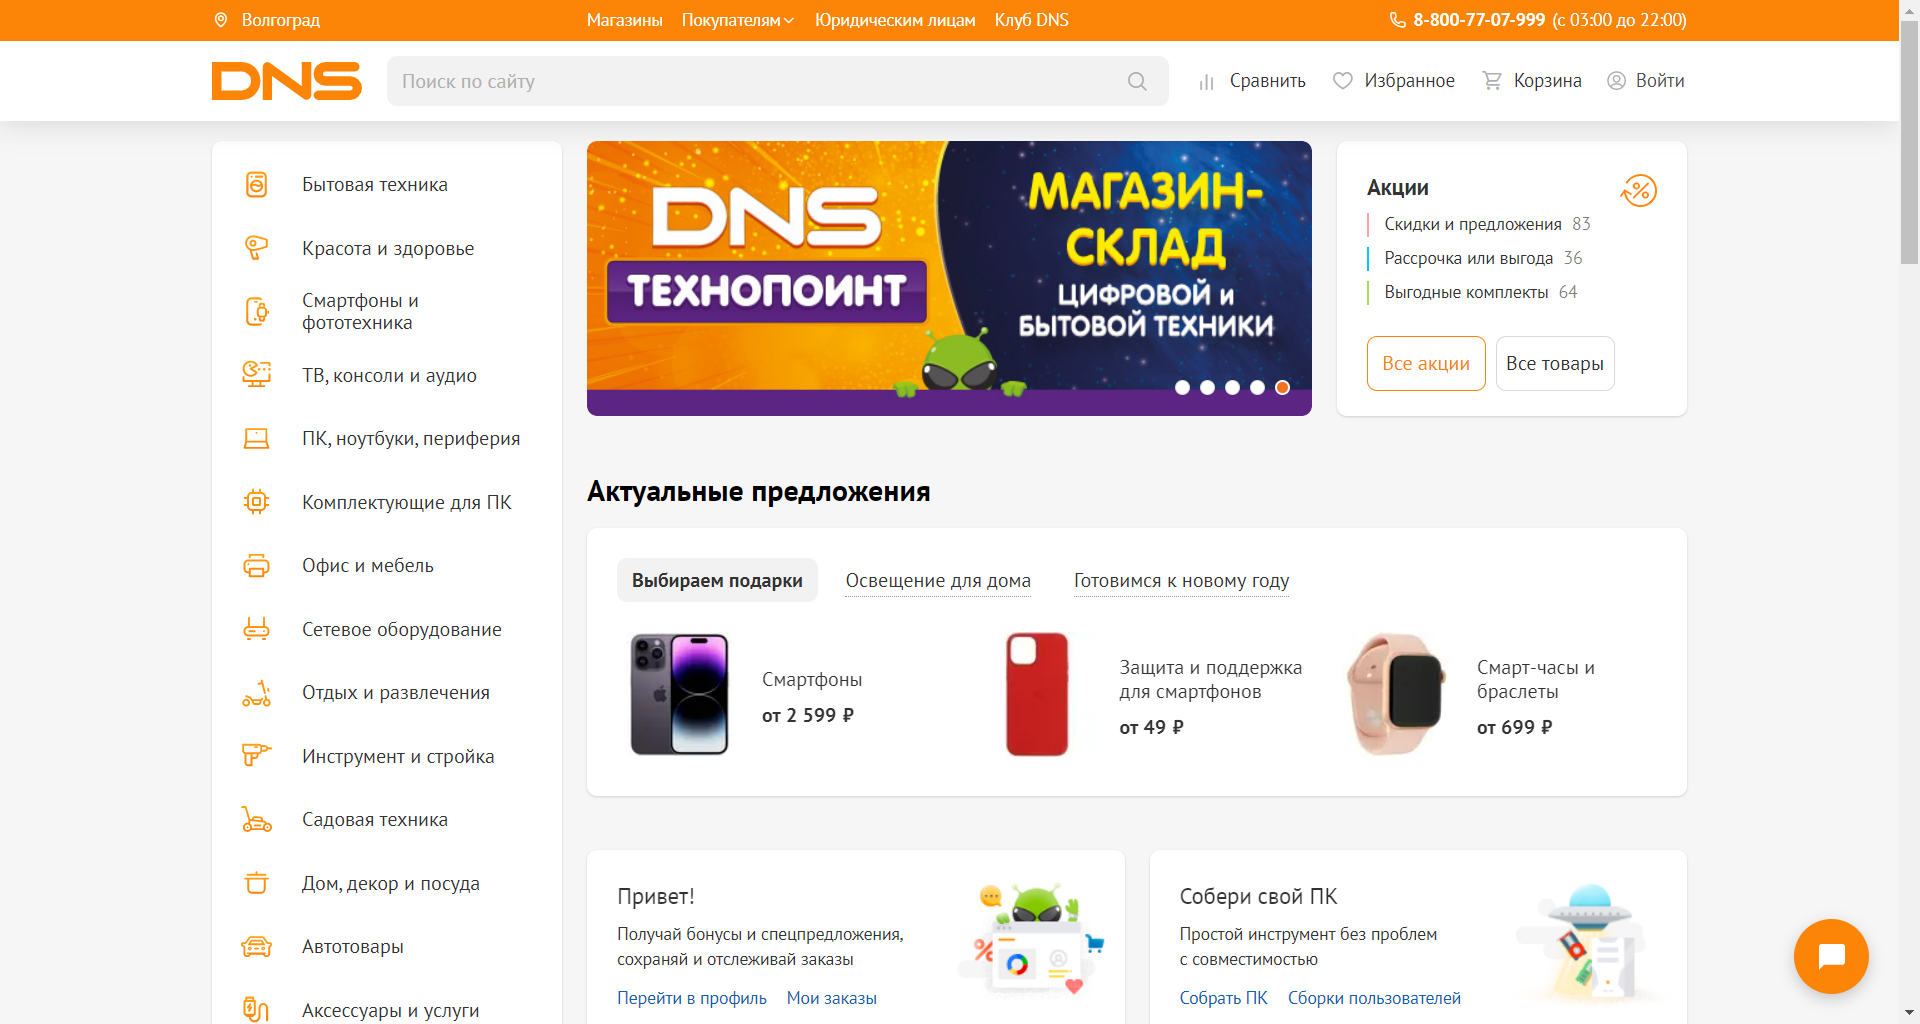 Волгоград
Магазины
Покупателям
Юридическим лицам
Клуб DNS
8-800-77-07-999 (с 03:00 до 22:00)
DNS
Поиск по сайту
Сравнить
Избранное
Корзина
Войти
Бытовая техника
Красота и здоровье
Смартфоны и
фототехника
ТВ, консоли и аудио
ПК, ноутбуки, периферия
Комплектующие для ПК
Офис и мебель
Сетевое оборудование
Отдых и развлечения
Инструмент и стройка
Садовая техника
Дом, декор и посуда
Автотовары
Аксессуары и услуги
DNS
ТЕХНОПОИНТ
МАГАЗИН-
СКЛАД
ЦИФРОВОЙ и
БЫТОВОЙ ТЕХНИКИ
Акции
Скидки и предложения 83
Рассрочка или выгода 36
Выгодные комплекты 64
Все акции
Все товары
Актуальные предложения
Выбираем подарки
Освещение для дома
Готовимся к новому году
Смартфоны
от 2 599 ₽
Защита и поддержка
для смартфонов
от 49 ₽
Смарт-часы и
браслеты
от 699 ₽
Привет!
Получай бонусы и спецпредложения,
сохраняй и отслеживай заказы
Перейти в профиль
Мои заказы
Собери свой ПК
Простой инструмент без проблем
с совместимостью
Собрать ПК
Сборки пользователей